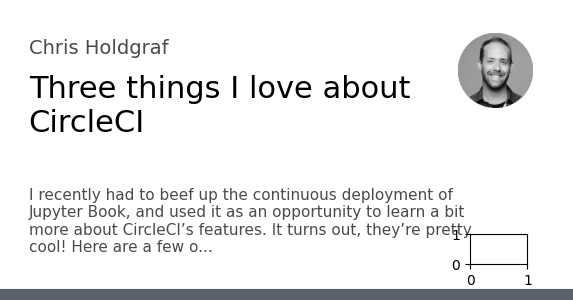 Chris Holdgraf
Three things I love about
CircleCI
I recently had to beef up the continuous deployment of
Jupyter Book, and used it as an opportunity to learn a bit
more about CircleCI’s features. It turns out, they’re pretty
cool! Here are a few o...
1
0
0 1